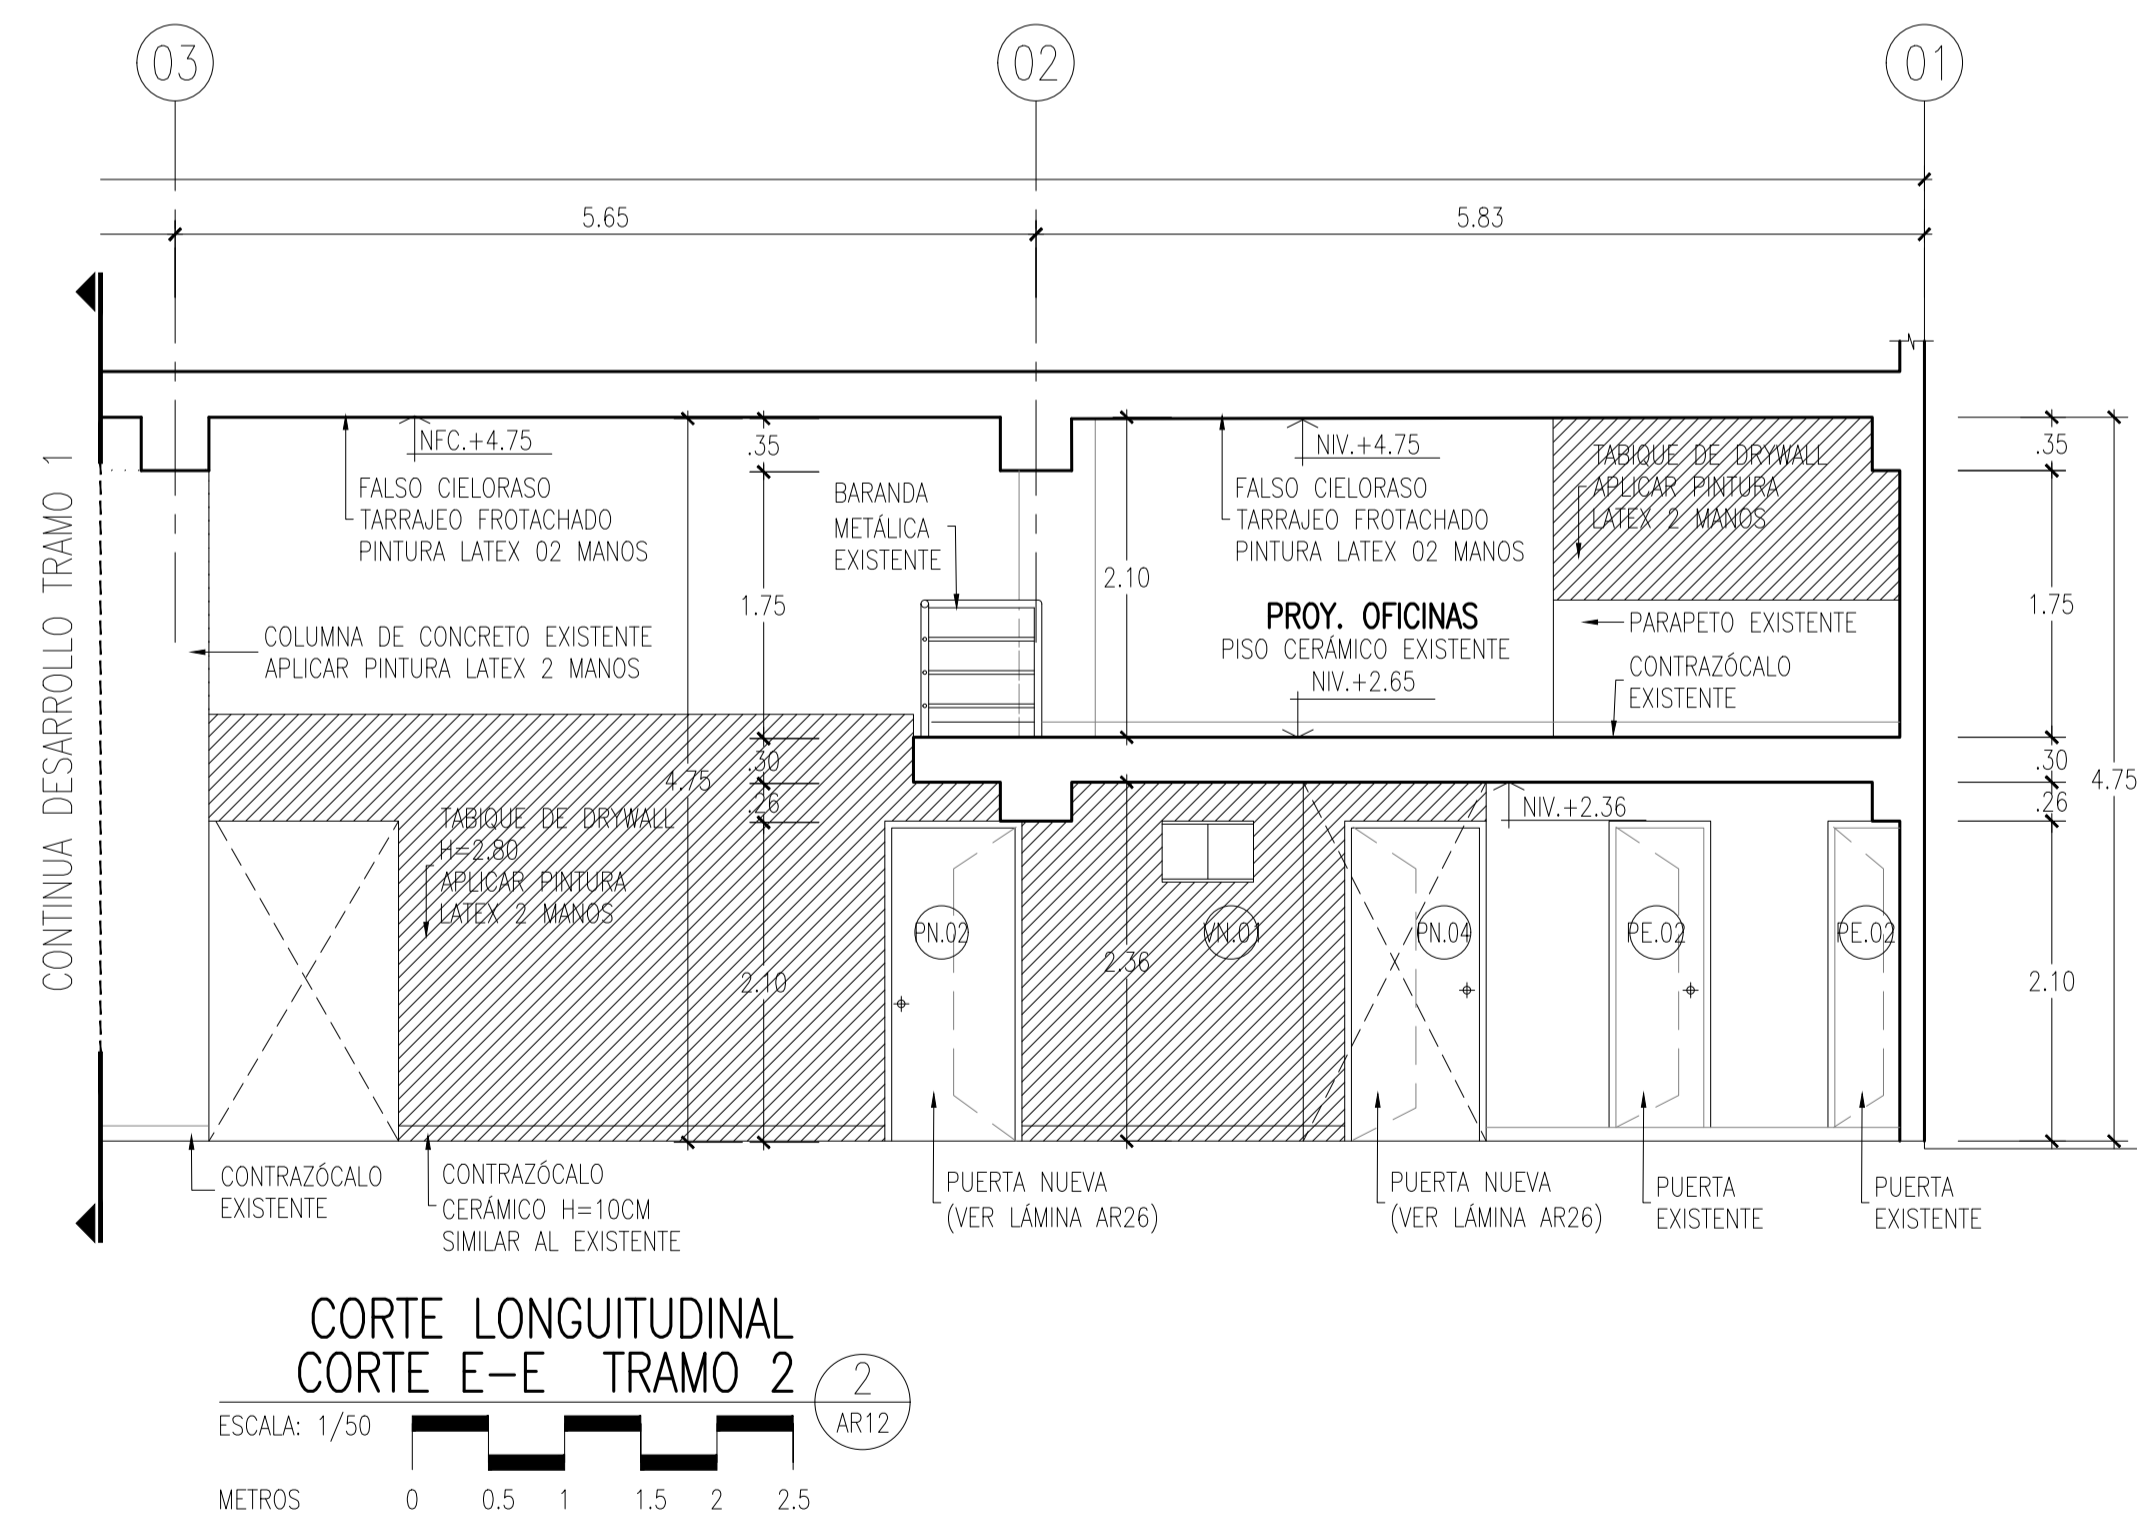 03
02
01
5.65
5.83
CONTINUA DESARROLLO TRAMO 1
NFC.+4.75
FALSO CIELORASO
TARRAJEO FROTACHADO
PINTURA LATEX 02 MANOS
COLUMNA DE CONCRETO EXISTENTE
APLICAR PINTURA LATEX 2 MANOS
4.75
.35
1.75
.30
.26
2.10
BARANDA
METÁLICA
EXISTENTE
2.10
2.36
NIV.+4.75
FALSO CIELORASO
TARRAJEO FROTACHADO
PINTURA LATEX 02 MANOS
PROY. OFICINAS
PISO CERÁMICO EXISTENTE
NIV.+2.65
TABIQUE DE DRYWALL
APLICAR PINTURA
LATEX 2 MANOS
PARAPETO EXISTENTE
CONTRAZÓCALO
EXISTENTE
.35
1.75
.30
.26
2.10
4.75
TABIQUE DE DRYWALL
H=2.80
APLICAR PINTURA
LATEX 2 MANOS
NIV.+2.36
PN.02
VN.01
PN.04
PE.02
PE.02
CONTRAZÓCALO
EXISTENTE
CONTRAZÓCALO
CERÁMICO H=10CM
SIMILAR AL EXISTENTE
PUERTA NUEVA
(VER LÁMINA AR26)
PUERTA NUEVA
(VER LÁMINA AR26)
PUERTA
EXISTENTE
PUERTA
EXISTENTE
CORTE LONGUITUDINAL
CORTE E-E TRAMO 2
2
AR12
ESCALA: 1/50
METROS 0 0.5 1 1.5 2 2.5